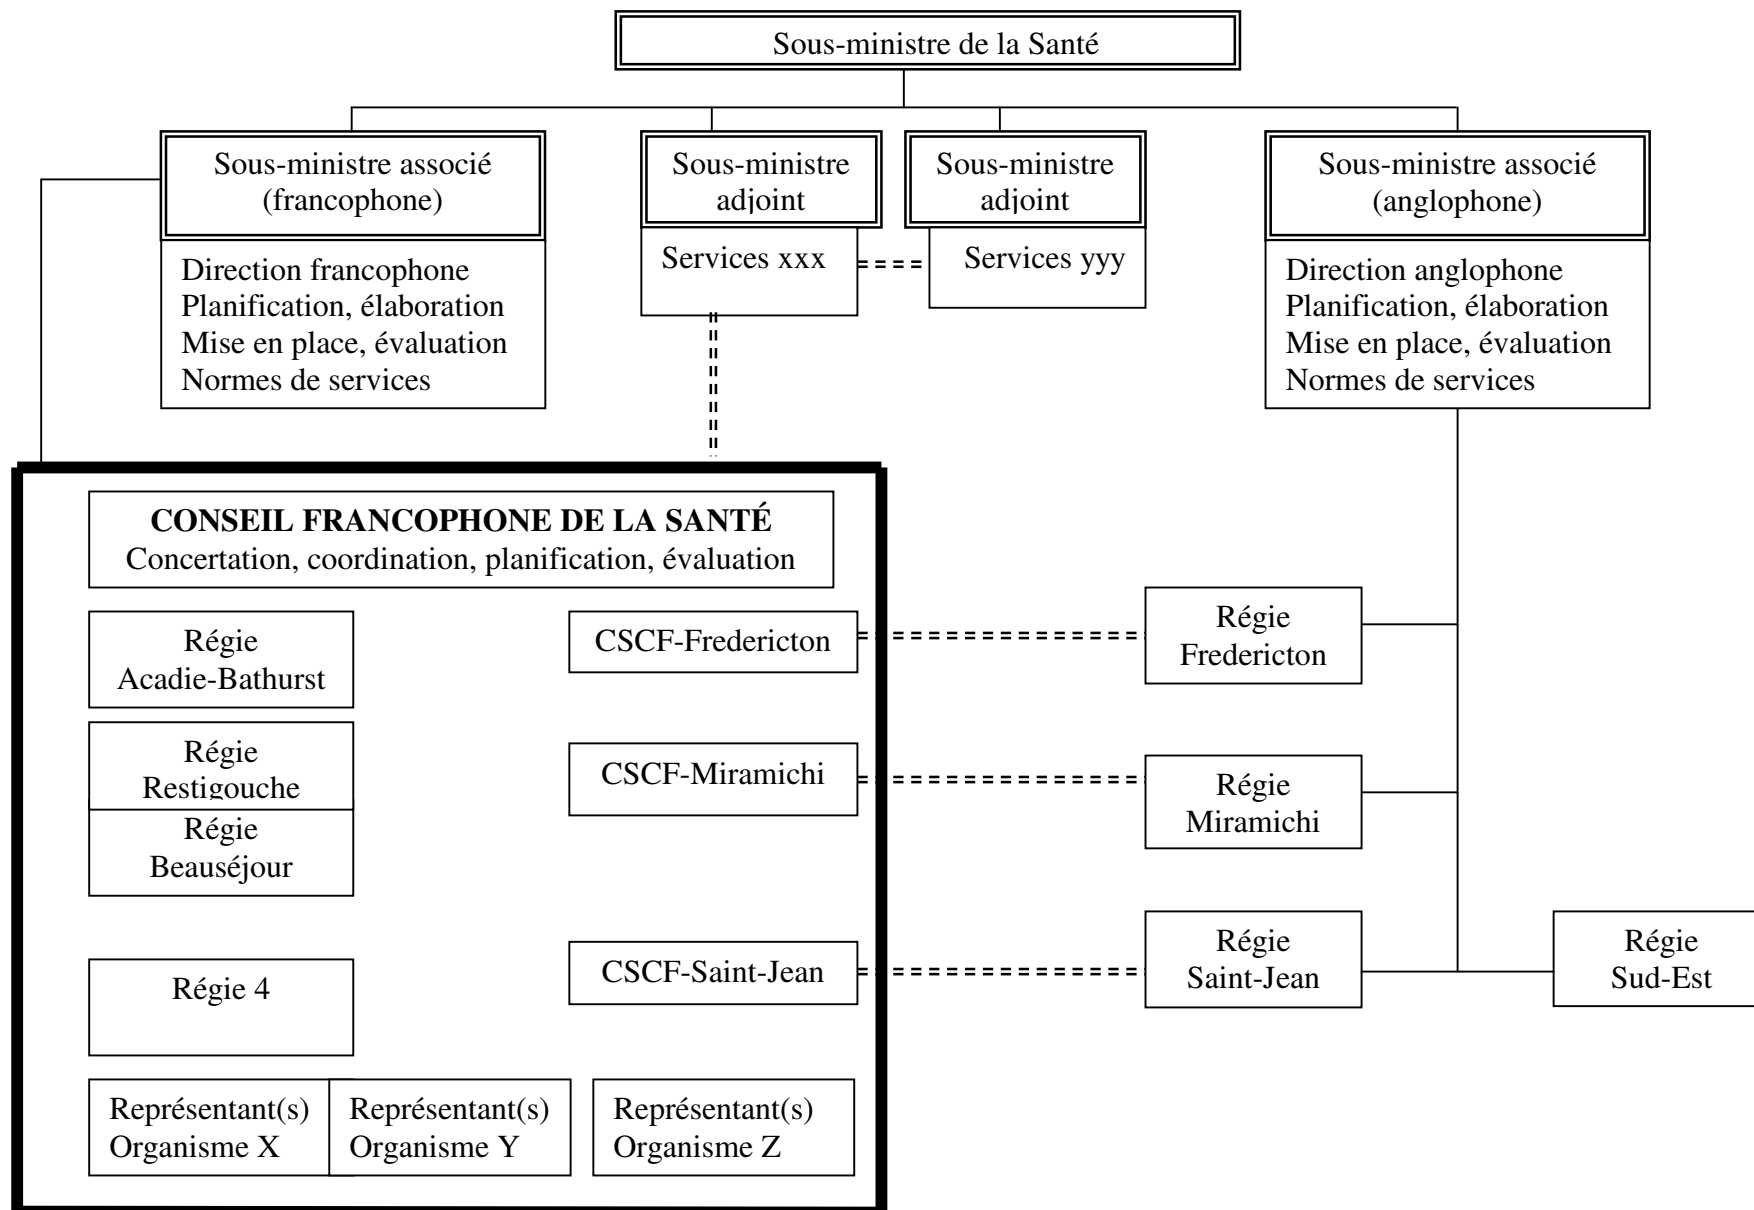 Sous-ministre de la Santé
Sous-ministre associé
(francophone)
Sous-ministre
adjoint
Sous-ministre
adjoint
Sous-ministre associé
(anglophone)
Direction francophone
Planification, élaboration
Mise en place, évaluation
Normes de services
Services xxx
Services yyy
Direction anglophone
Planification, élaboration
Mise en place, évaluation
Normes de services
CONSEIL FRANCOPHONE DE LA SANTÉ
Concertation, coordination, planification, évaluation
Régie
Acadie-Bathurst
CSCF-Fredericton
Régie
Fredericton
Régie
Restigouche
CSCF-Miramichi
Régie
Miramichi
Régie
Beauséjour
Régie 4
CSCF-Saint-Jean
Régie
Saint-Jean
Régie
Sud-Est
Représentant(s)
Organisme X
Représentant(s)
Organisme Y
Représentant(s)
Organisme Z